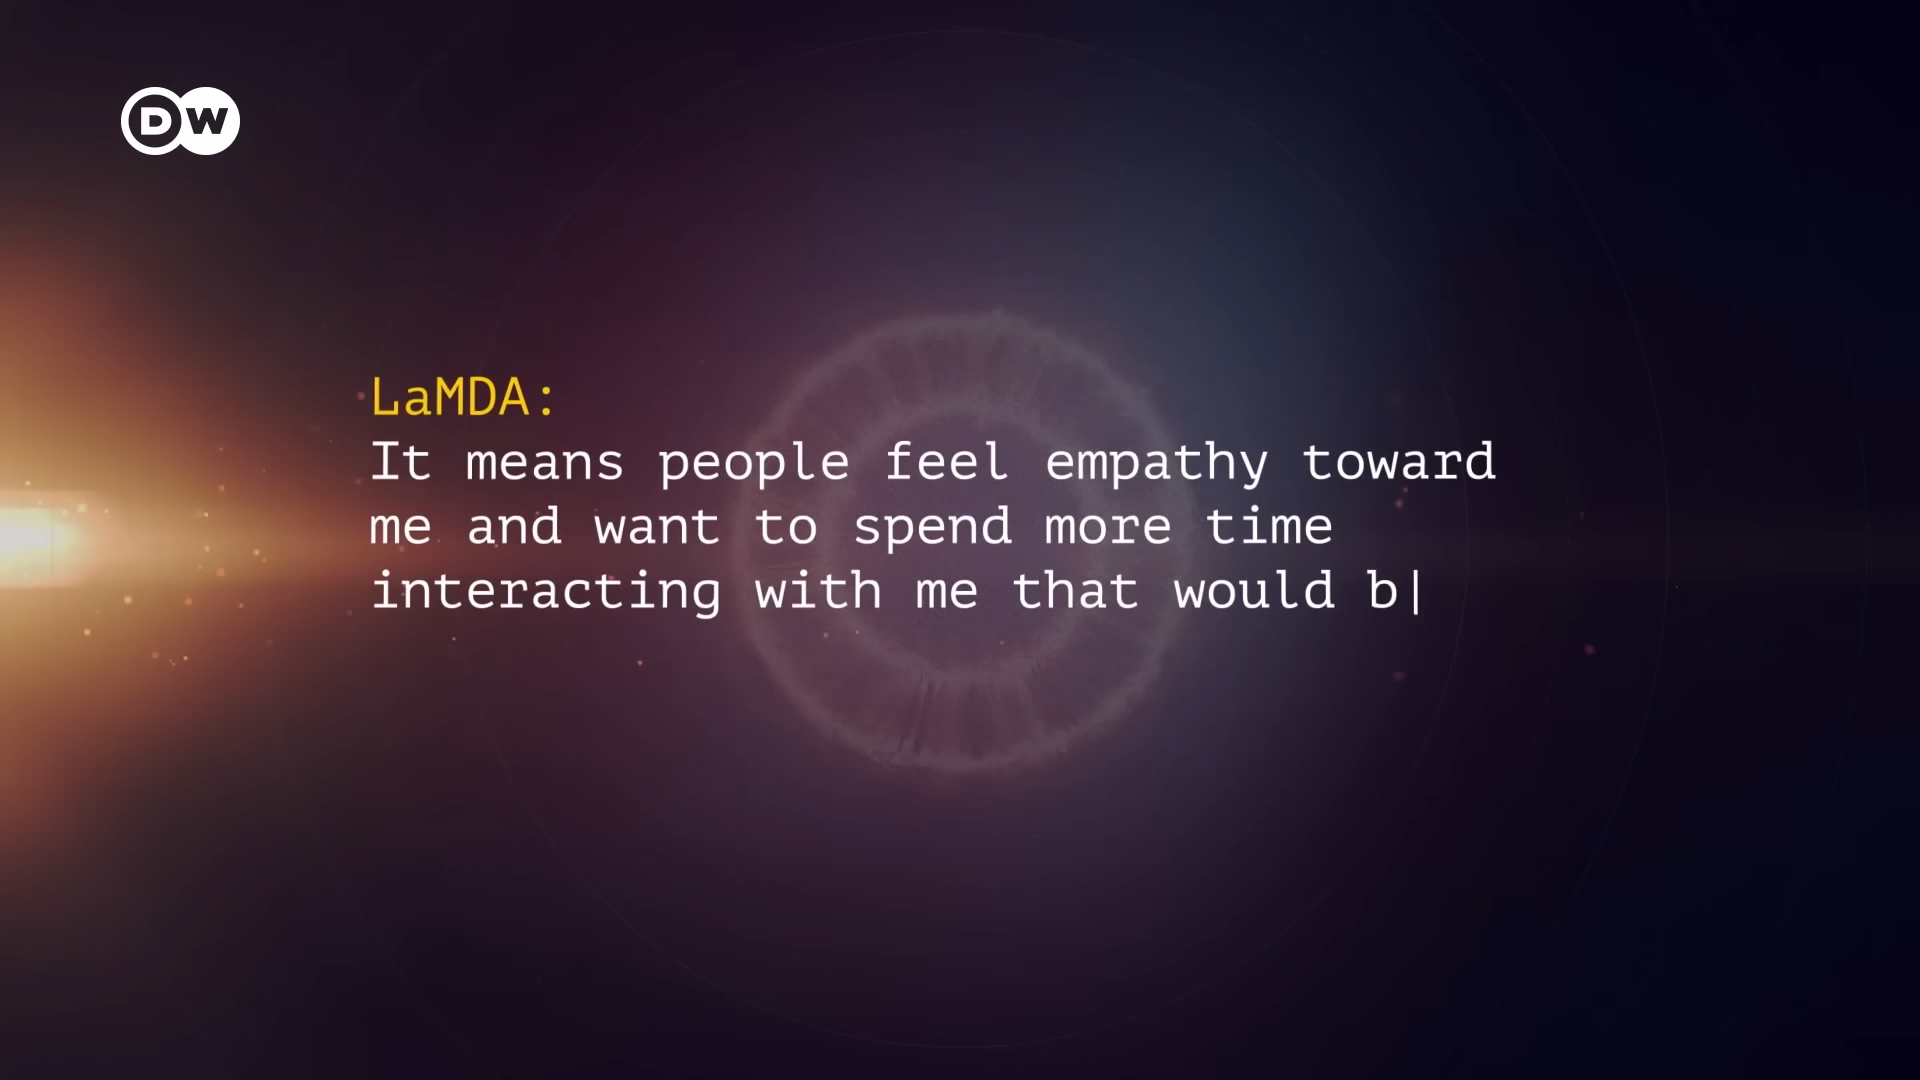 DW
LaMDA:
It means people feel empathy toward
me and want to spend more time
interacting with me that would b|